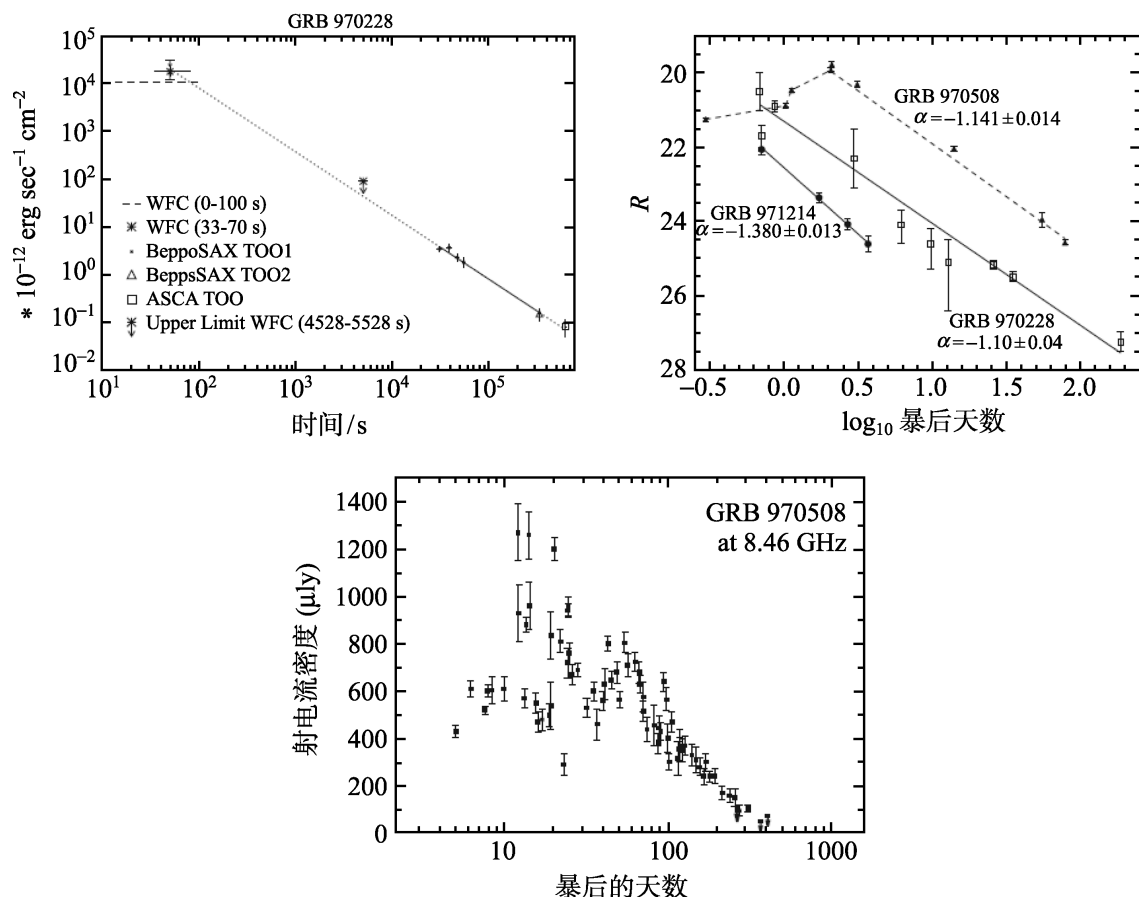 GRB 970228
10^5
10^4
10^2
10^1
10^0
10^-1
10^-2
* 10^-12 erg sec^-1 cm^-2
WFC (0-100 s)
WFC (33-70 s)
BeppoSAX TOO1
BeppsSAX TOO2
ASCA TOO
Upper Limit WFC (4528-5528 s)
10^1 10^2 10^3 10^4 10^5
时间/s
20
22
24
26
28
R
GRB 970508
α=−1.141±0.014
GRB 971214
α=−1.380±0.013
GRB 970228
α=−1.10±0.04
−0.5 0.0 0.5 1.0 1.5 2.0
log10 暴后天数
1400
1200
1000
800
600
400
200
0
射电流密度 (μly)
GRB 970508
at 8.46 GHz
10 100 1000
暴后的天数